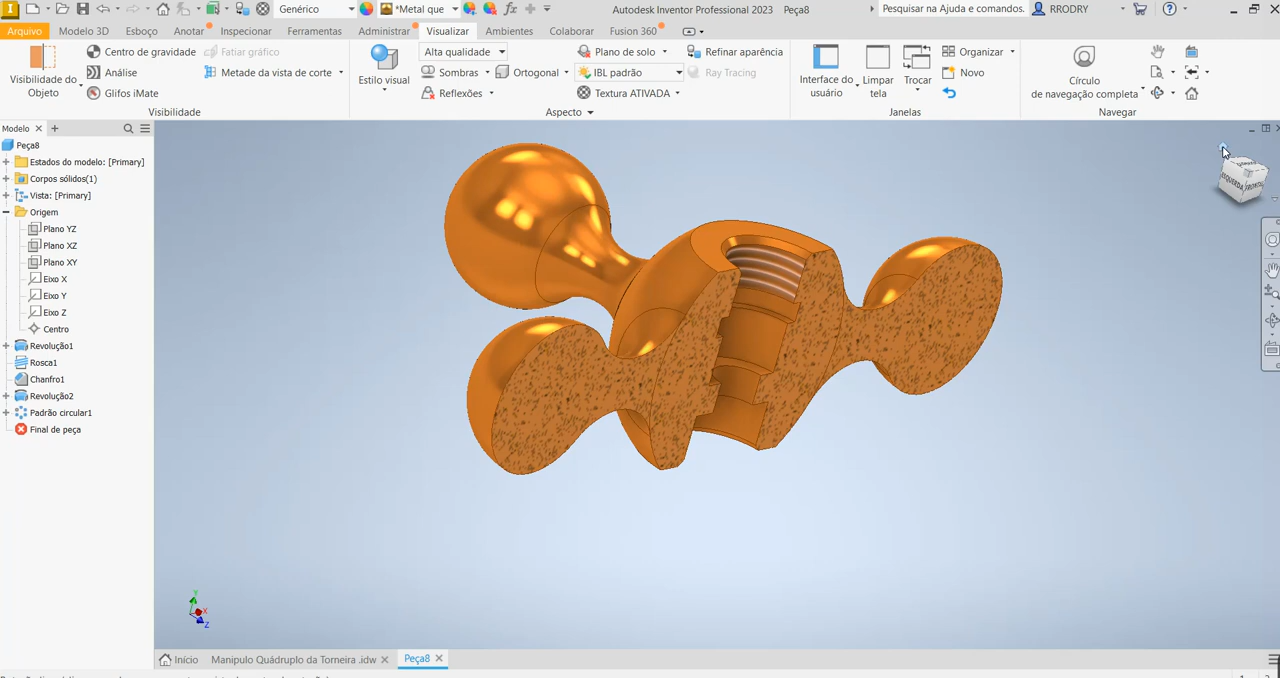 Genérico
*Metal que
Autodesk Inventor Professional 2023 Peça8
Pesquisar na Ajuda e comandos.
RRODRY
Arquivo Modelo 3D Esboço Anotar Inspecionar Ferramentas Administrar Visualizar Ambientes Colaborar Fusion 360
Visibilidade do
Objeto
Centro de gravidade
Análise
Glifos iMate
Fatiar gráfico
Metade da vista de corte
Visibilidade
Estilo visual
Alta qualidade
Sombras
Reflexões
Ortogonal
Plano de solo
IBL padrão
Textura ATIVADA
Refinar aparência
Ray Tracing
Aspecto
Interface do
usuário
Limpar
tela
Trocar
Organizar
Novo
Janelas
Círculo
de navegação completa
Navegar
Modelo
Peça8
Estados do modelo: [Primary]
Corpos sólidos(1)
Vista: [Primary]
Origem
Plano YZ
Plano XZ
Plano XY
Eixo X
Eixo Y
Eixo Z
Centro
Revolução1
Rosca1
Chanfro1
Revolução2
Padrão circular1
Final de peça
ESQUERDA
FRONTAL
Y
X
Z
Início
Manipulo Quádruplo da Torneira .idw
Peça8